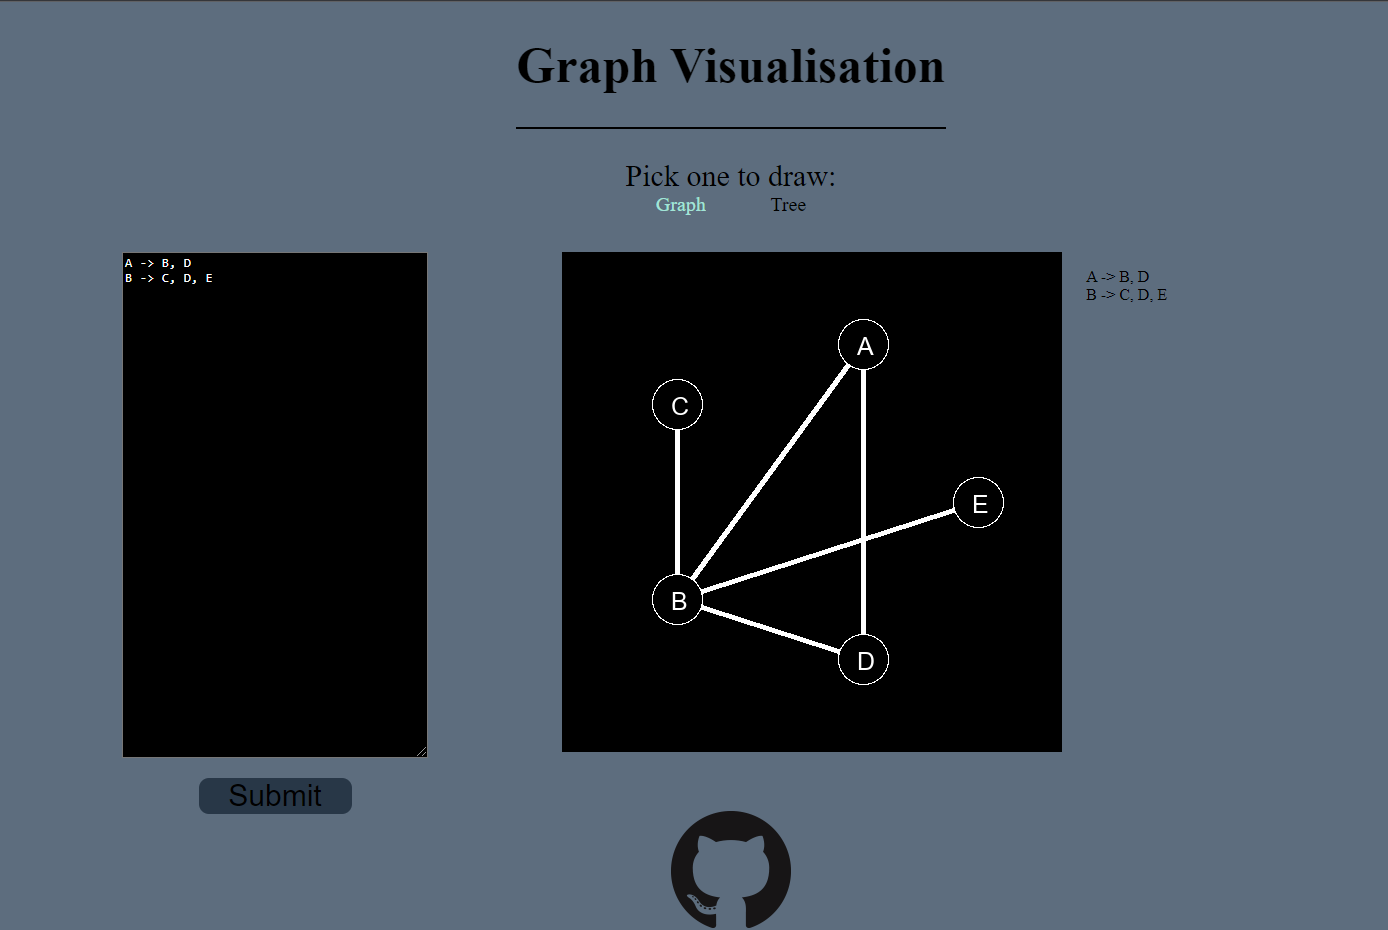 Graph Visualisation
Pick one to draw:
Graph Tree
A -> B, D
B -> C, D, E
A
C
E
B
D
A -> B, D
B -> C, D, E
Submit